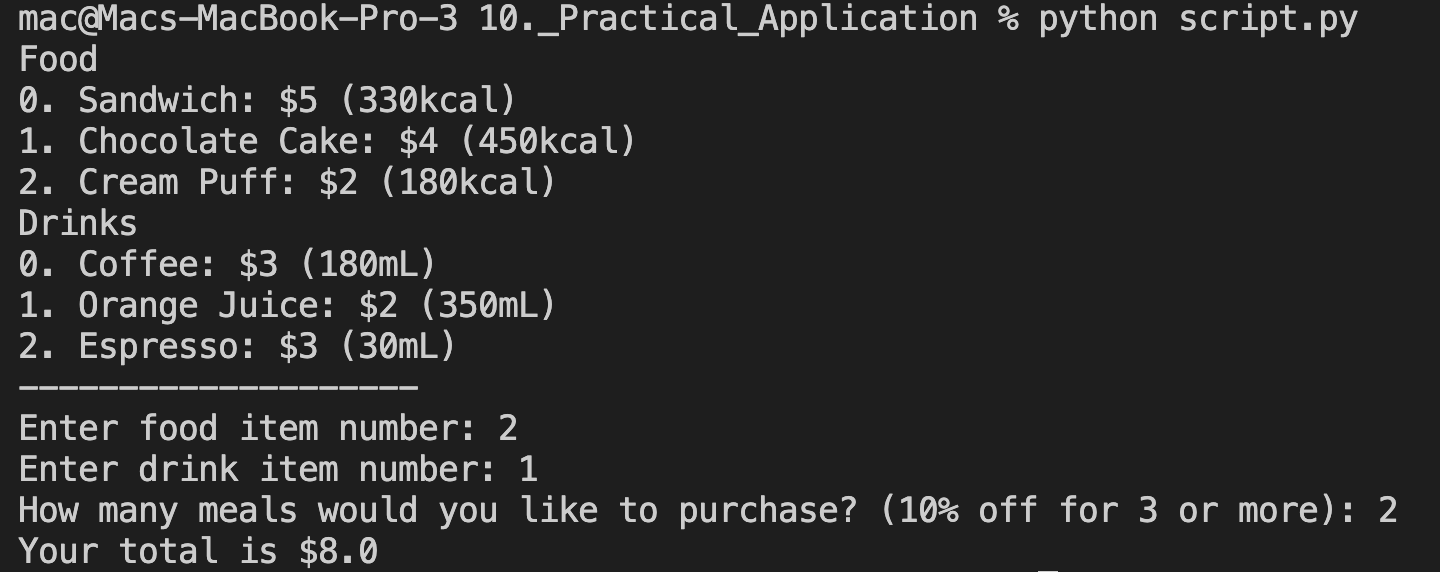 mac@Macs-MacBook-Pro-3 10._Practical_Application % python script.py
Food
0. Sandwich: $5 (330kcal)
1. Chocolate Cake: $4 (450kcal)
2. Cream Puff: $2 (180kcal)
Drinks
0. Coffee: $3 (180mL)
1. Orange Juice: $2 (350mL)
2. Espresso: $3 (30mL)
--------------------
Enter food item number: 2
Enter drink item number: 1
How many meals would you like to purchase? (10% off for 3 or more): 2
Your total is $8.0